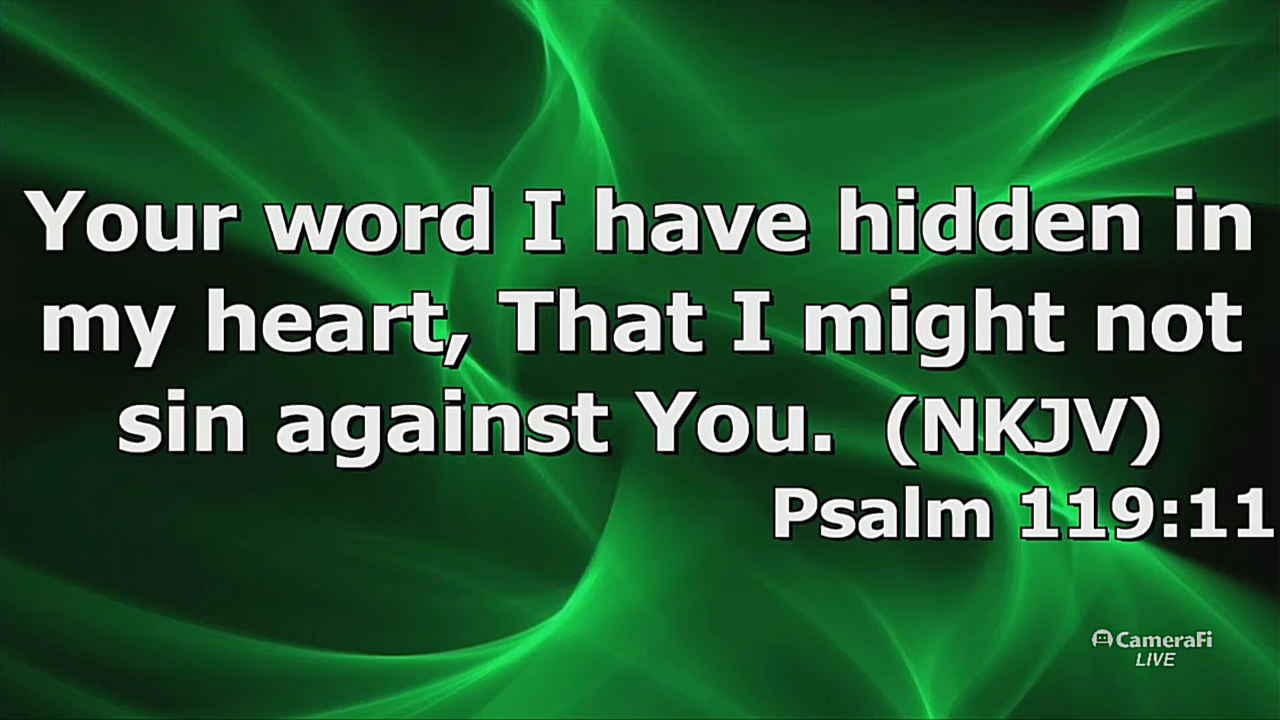 Your word I have hidden in
my heart, That I might not
sin against You.  (NKJV)
Psalm 119:11
CameraFi
LIVE